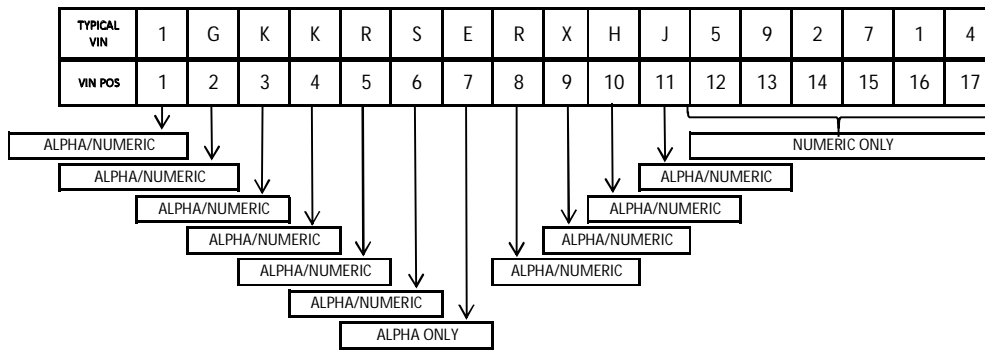 TYPICAL VIN 1 G K K R S E R X H J 5 9 2 7 1 4
VIN POS 1 2 3 4 5 6 7 8 9 10 11 12 13 14 15 16 17
ALPHA/NUMERIC NUMERIC ONLY
ALPHA/NUMERIC ALPHA/NUMERIC
ALPHA/NUMERIC ALPHA/NUMERIC
ALPHA/NUMERIC ALPHA/NUMERIC
ALPHA/NUMERIC ALPHA/NUMERIC
ALPHA/NUMERIC
ALPHA ONLY